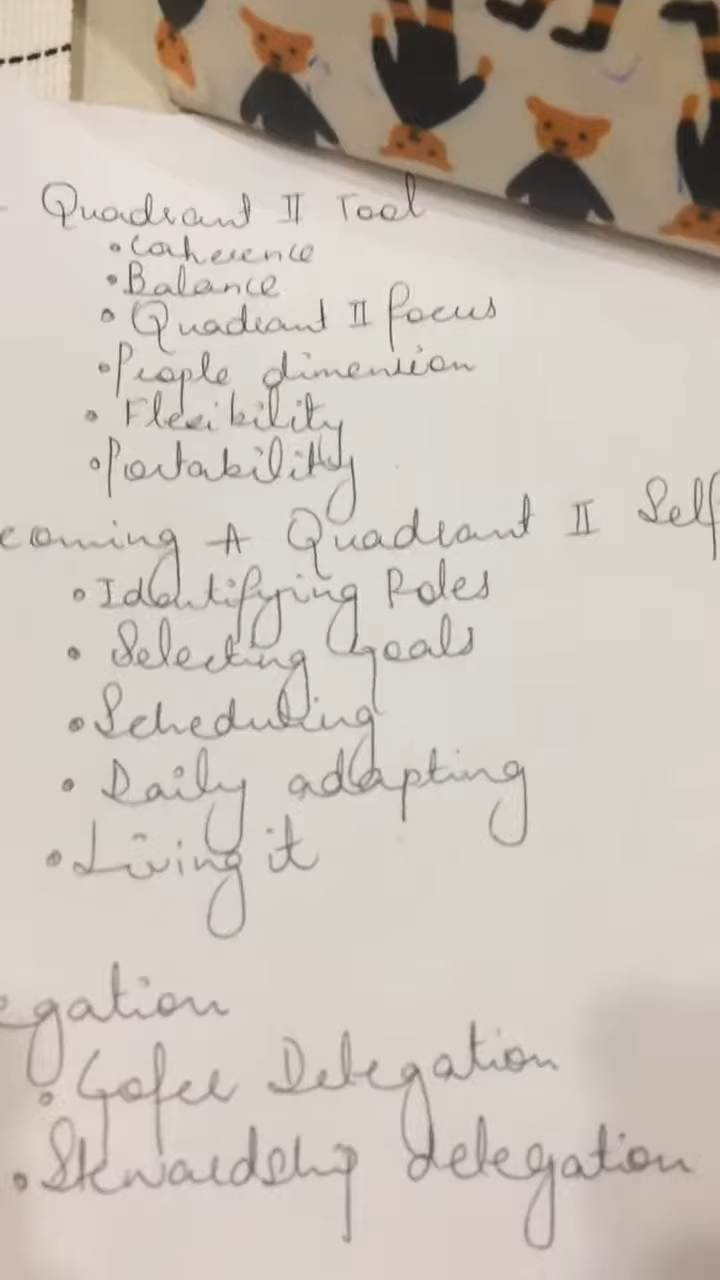 - Quadrant II Tool
• Coherence
• Balance
• Quadrant II focus
• People dimension
• Flexibility
• Portability
coming A Quadrant II Self
• Identifying Roles
• Selecting Goals
• Scheduling
• Daily adapting
• Living it
egation
• Gofer Delegation
• Stewardship delegation